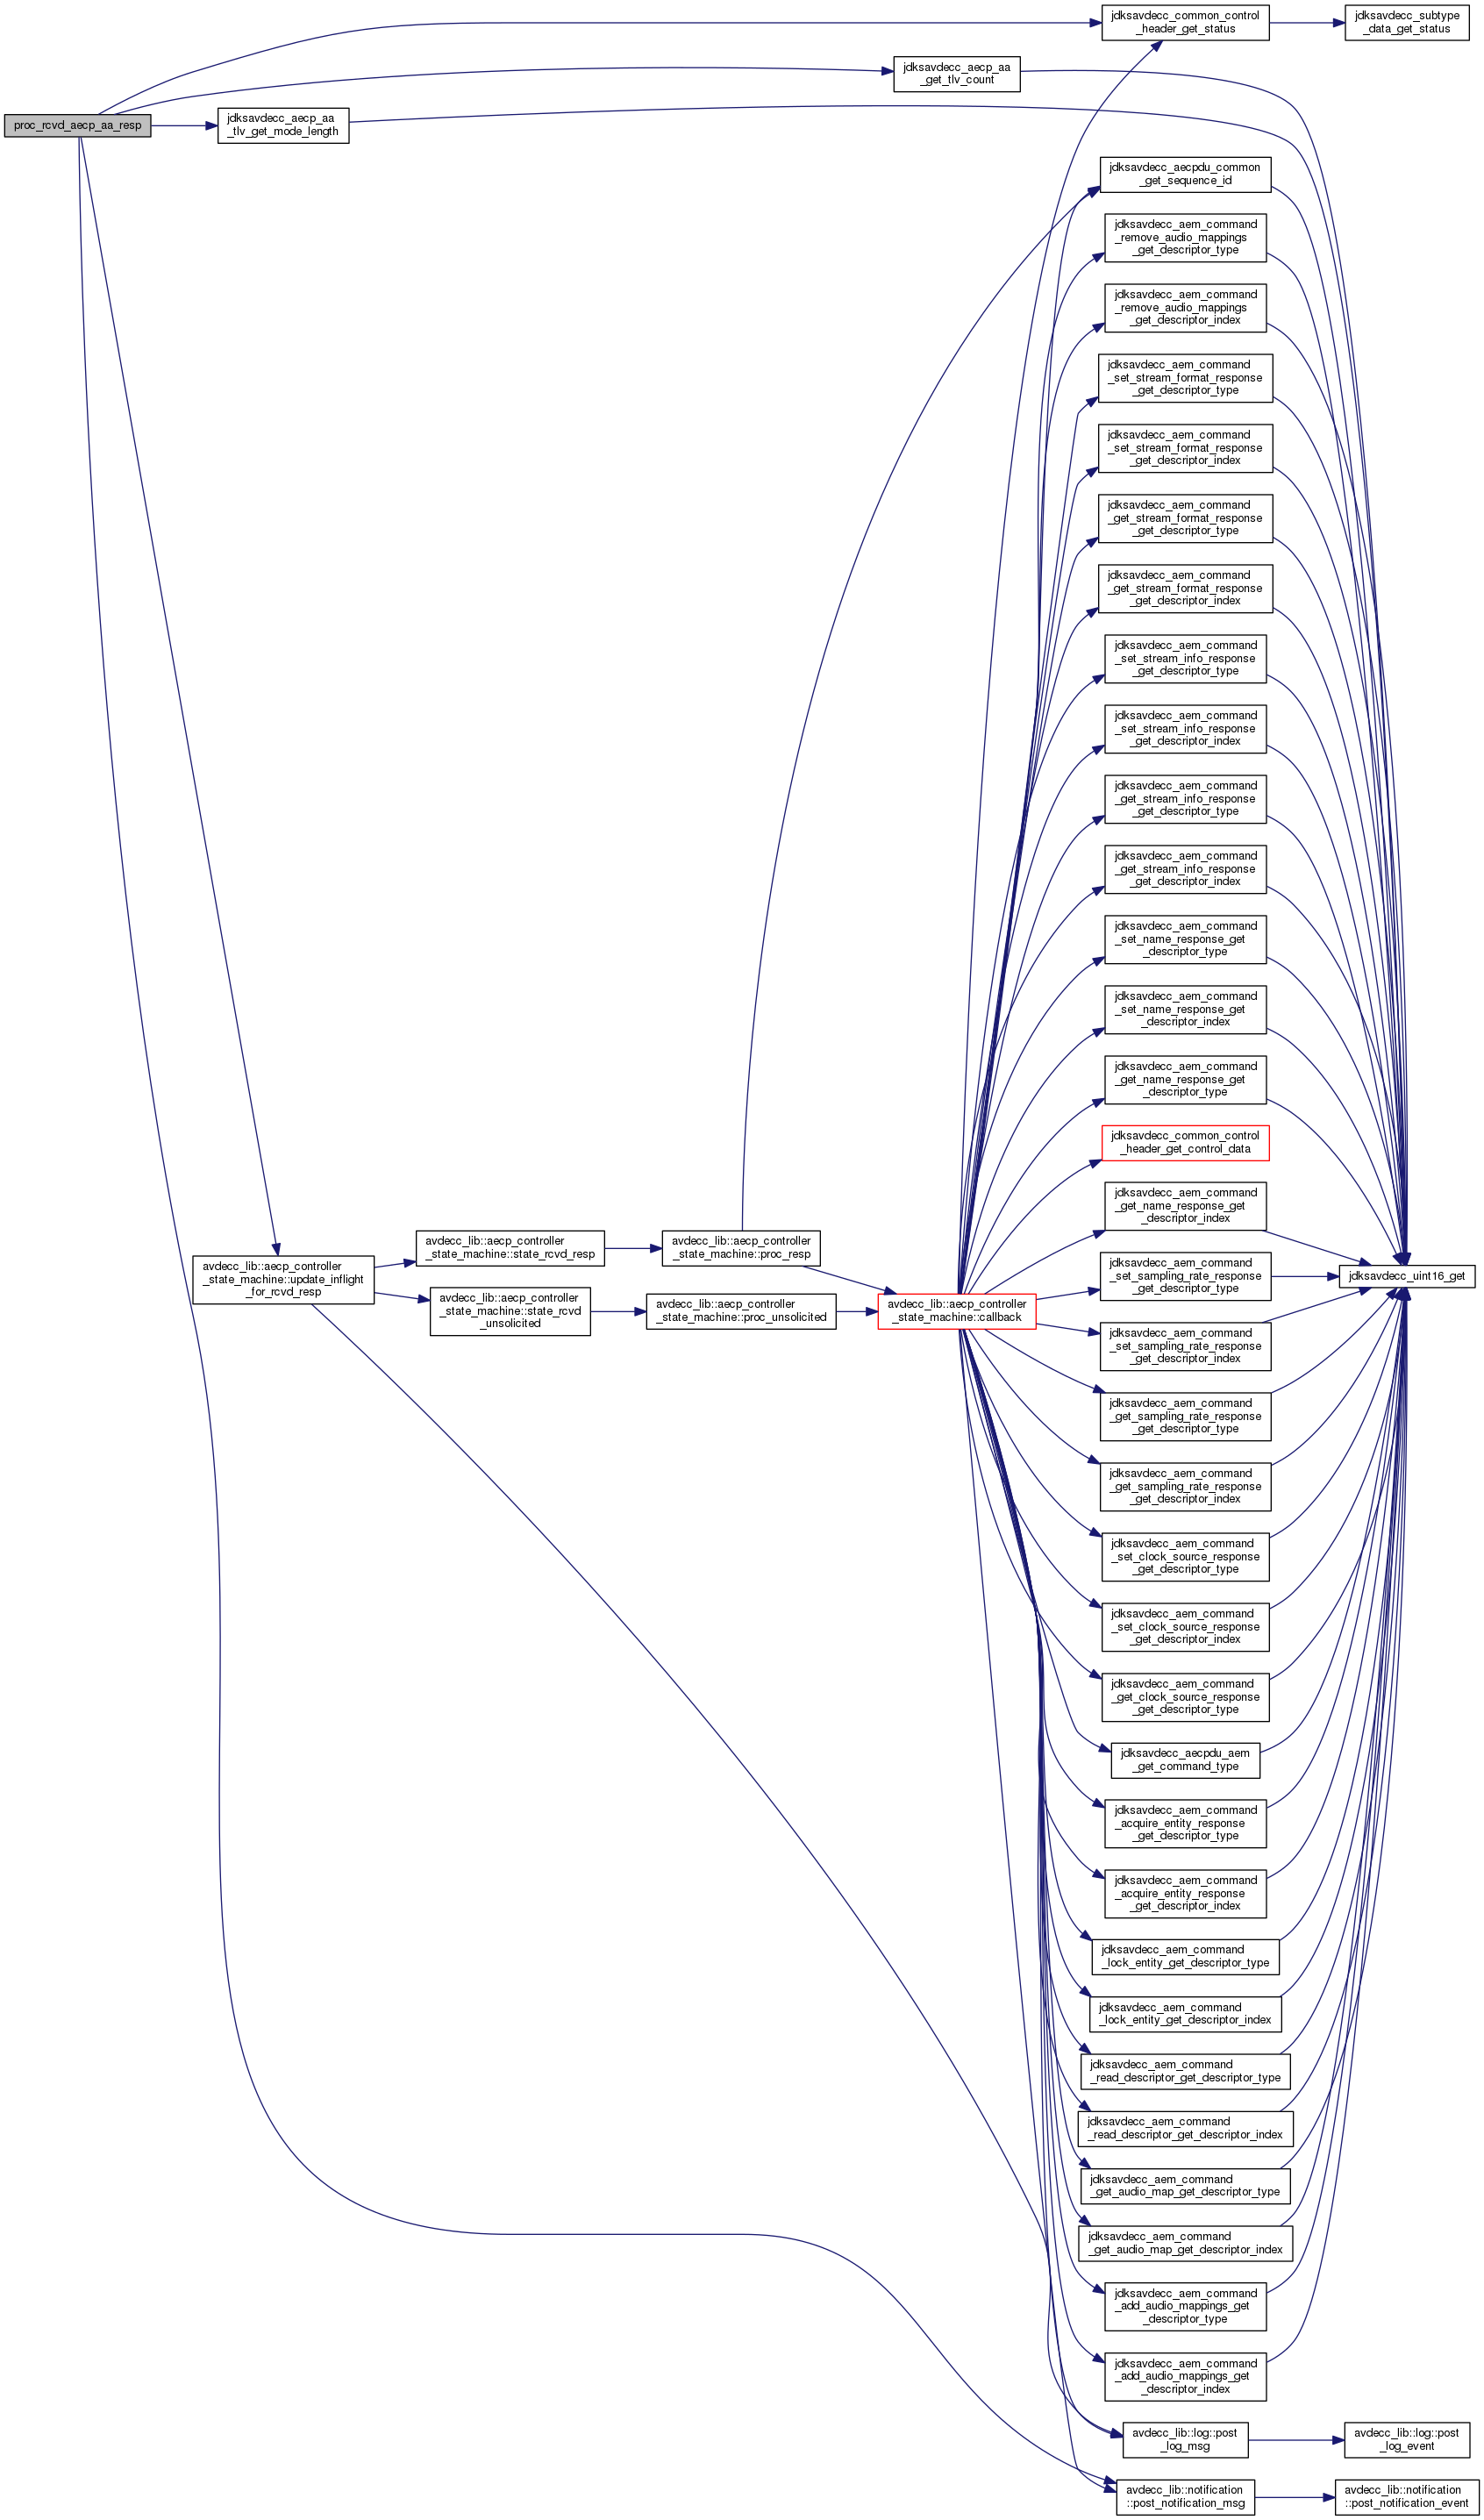 jdksavdecc_common_control
_header_get_status
jdksavdecc_subtype
_data_get_status
jdksavdecc_aecp_aa
_get_tlv_count
proc_rcvd_aecp_aa_resp
jdksavdecc_aecp_aa
_tlv_get_mode_length
jdksavdecc_aecpdu_common
_get_sequence_id
jdksavdecc_aem_command
_remove_audio_mappings
_get_descriptor_type
jdksavdecc_aem_command
_remove_audio_mappings
_get_descriptor_index
jdksavdecc_aem_command
_set_stream_format_response
_get_descriptor_type
jdksavdecc_aem_command
_set_stream_format_response
_get_descriptor_index
jdksavdecc_aem_command
_get_stream_format_response
_get_descriptor_type
jdksavdecc_aem_command
_get_stream_format_response
_get_descriptor_index
jdksavdecc_aem_command
_set_stream_info_response
_get_descriptor_type
jdksavdecc_aem_command
_set_stream_info_response
_get_descriptor_index
jdksavdecc_aem_command
_get_stream_info_response
_get_descriptor_type
jdksavdecc_aem_command
_get_stream_info_response
_get_descriptor_index
jdksavdecc_aem_command
_set_name_response_get
_descriptor_type
jdksavdecc_aem_command
_set_name_response_get
_descriptor_index
jdksavdecc_aem_command
_get_name_response_get
_descriptor_type
jdksavdecc_common_control
_header_get_control_data
jdksavdecc_aem_command
_get_name_response_get
_descriptor_index
avdecc_lib::aecp_controller
_state_machine::update_inflight
_for_rcvd_resp
avdecc_lib::aecp_controller
_state_machine::state_rcvd_resp
avdecc_lib::aecp_controller
_state_machine::proc_resp
avdecc_lib::aecp_controller
_state_machine::state_rcvd
_unsolicited
avdecc_lib::aecp_controller
_state_machine::proc_unsolicited
avdecc_lib::aecp_controller
_state_machine::callback
jdksavdecc_aem_command
_set_sampling_rate_response
_get_descriptor_type
jdksavdecc_uint16_get
jdksavdecc_aem_command
_set_sampling_rate_response
_get_descriptor_index
jdksavdecc_aem_command
_get_sampling_rate_response
_get_descriptor_type
jdksavdecc_aem_command
_get_sampling_rate_response
_get_descriptor_index
jdksavdecc_aem_command
_set_clock_source_response
_get_descriptor_type
jdksavdecc_aem_command
_set_clock_source_response
_get_descriptor_index
jdksavdecc_aem_command
_get_clock_source_response
_get_descriptor_type
jdksavdecc_aecpdu_aem
_get_command_type
jdksavdecc_aem_command
_acquire_entity_response
_get_descriptor_type
jdksavdecc_aem_command
_acquire_entity_response
_get_descriptor_index
jdksavdecc_aem_command
_lock_entity_get_descriptor_type
jdksavdecc_aem_command
_lock_entity_get_descriptor_index
jdksavdecc_aem_command
_read_descriptor_get_descriptor_type
jdksavdecc_aem_command
_read_descriptor_get_descriptor_index
jdksavdecc_aem_command
_get_audio_map_get_descriptor_type
jdksavdecc_aem_command
_get_audio_map_get_descriptor_index
jdksavdecc_aem_command
_add_audio_mappings_get
_descriptor_type
jdksavdecc_aem_command
_add_audio_mappings_get
_descriptor_index
avdecc_lib::log::post
_log_msg
avdecc_lib::log::post
_log_event
avdecc_lib::notification
::post_notification_msg
avdecc_lib::notification
::post_notification_event